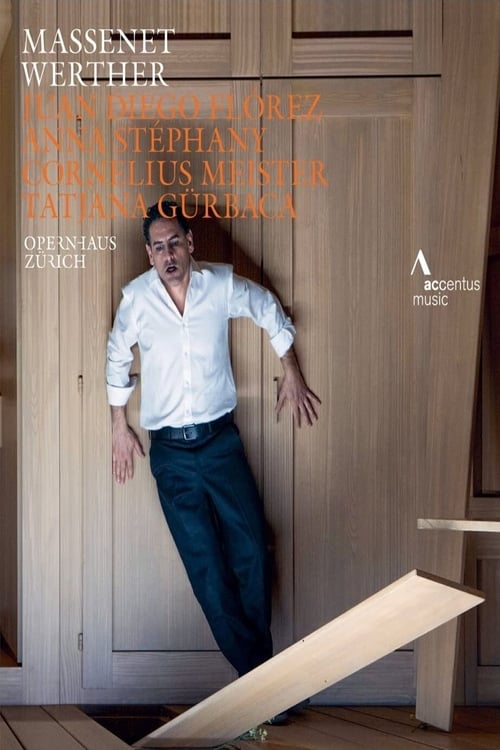 MASSENET
WERTHER
JUAN DIEGO FLOREZ
ANNA STÉPHANY
CORNELIUS MEISTER
TATJANA GÜRBACA
OPERNHAUS
ZÜRICH
accentus
music